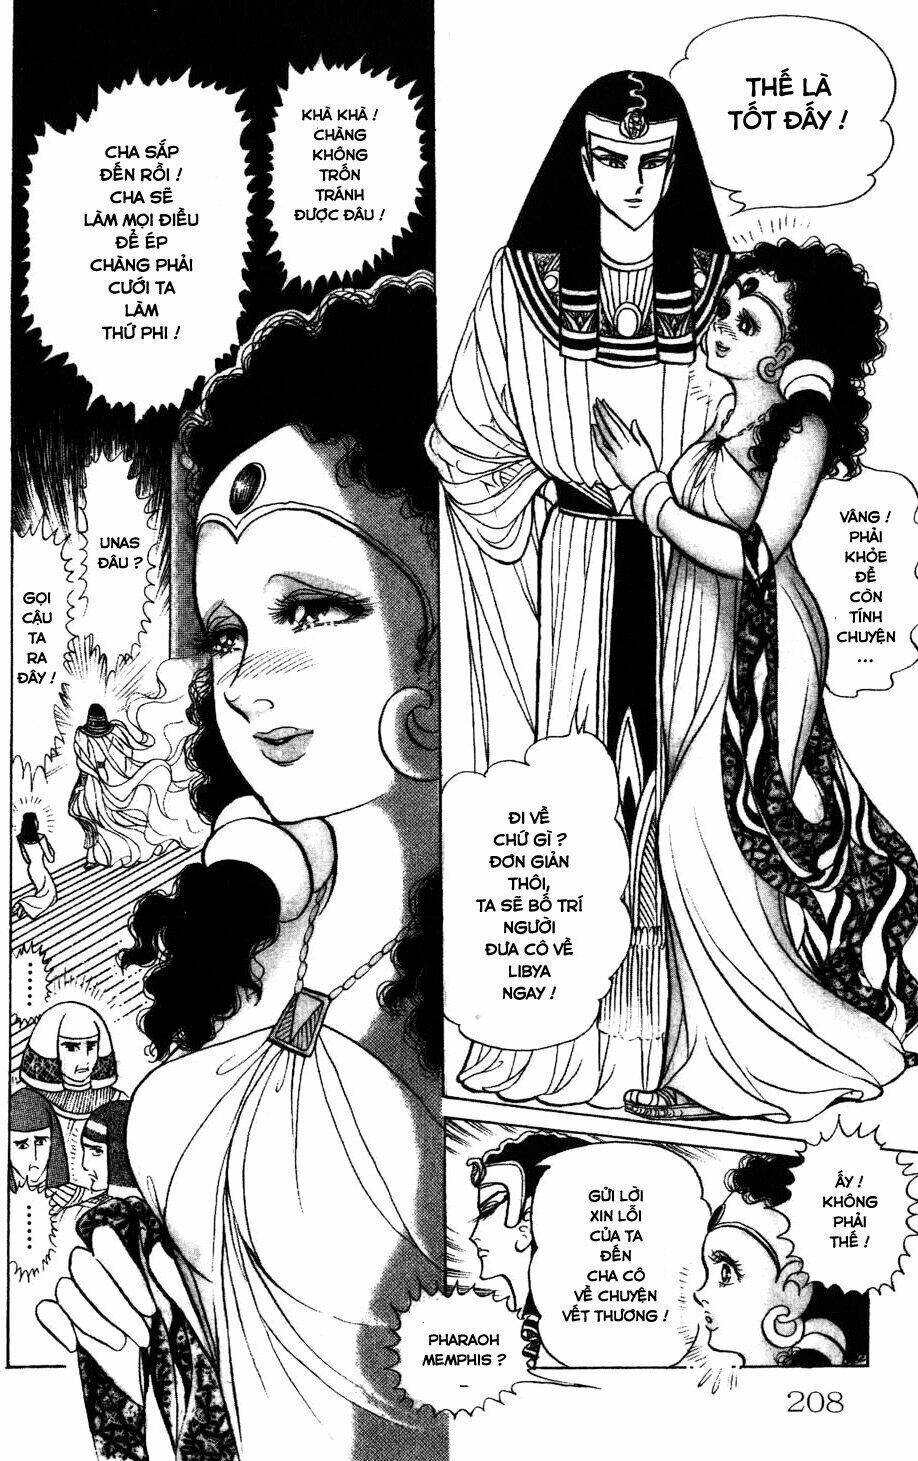 THẾ LÀ
TỐT ĐẤY !
VÂNG !
PHẢI
KHỎE
ĐỂ
CÒN
TÍNH
CHUYỆN
...
ĐI VỀ
CHỨ GÌ ?
ĐƠN GIẢN
THÔI,
TA SẼ BỐ TRÍ
NGƯỜI
ĐƯA CÔ VỀ
LIBYA
NGAY !
ẤY !
KHÔNG
PHẢI
THẾ !
GỬI LỜI
XIN LỖI
CỦA TA
ĐẾN
CHA CÔ
VỀ CHUYỆN
VẾT THƯƠNG !
PHARAOH
MEMPHIS ?
KHÀ KHÀ !
CHÀNG
KHÔNG
TRỐN
TRÁNH
ĐƯỢC ĐÂU !
CHA SẮP
ĐẾN RỒI !
CHA SẼ
LÀM MỌI ĐIỀU
ĐỂ ÉP
CHÀNG PHẢI
CƯỚI TA
LÀM
THỨ PHI !
UNAS
ĐÂU ?
GỌI
CẬU
TA
RA
ĐÂY !
......
......
208